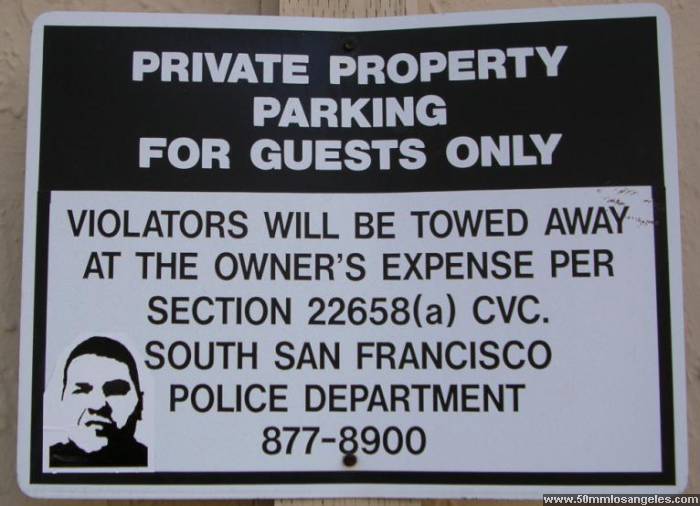 PRIVATE PROPERTY
PARKING
FOR GUESTS ONLY
VIOLATORS WILL BE TOWED AWAY
AT THE OWNER'S EXPENSE PER
SECTION 22658(a) CVC.
SOUTH SAN FRANCISCO
POLICE DEPARTMENT
877-8900
www.50mmlosangeles.com